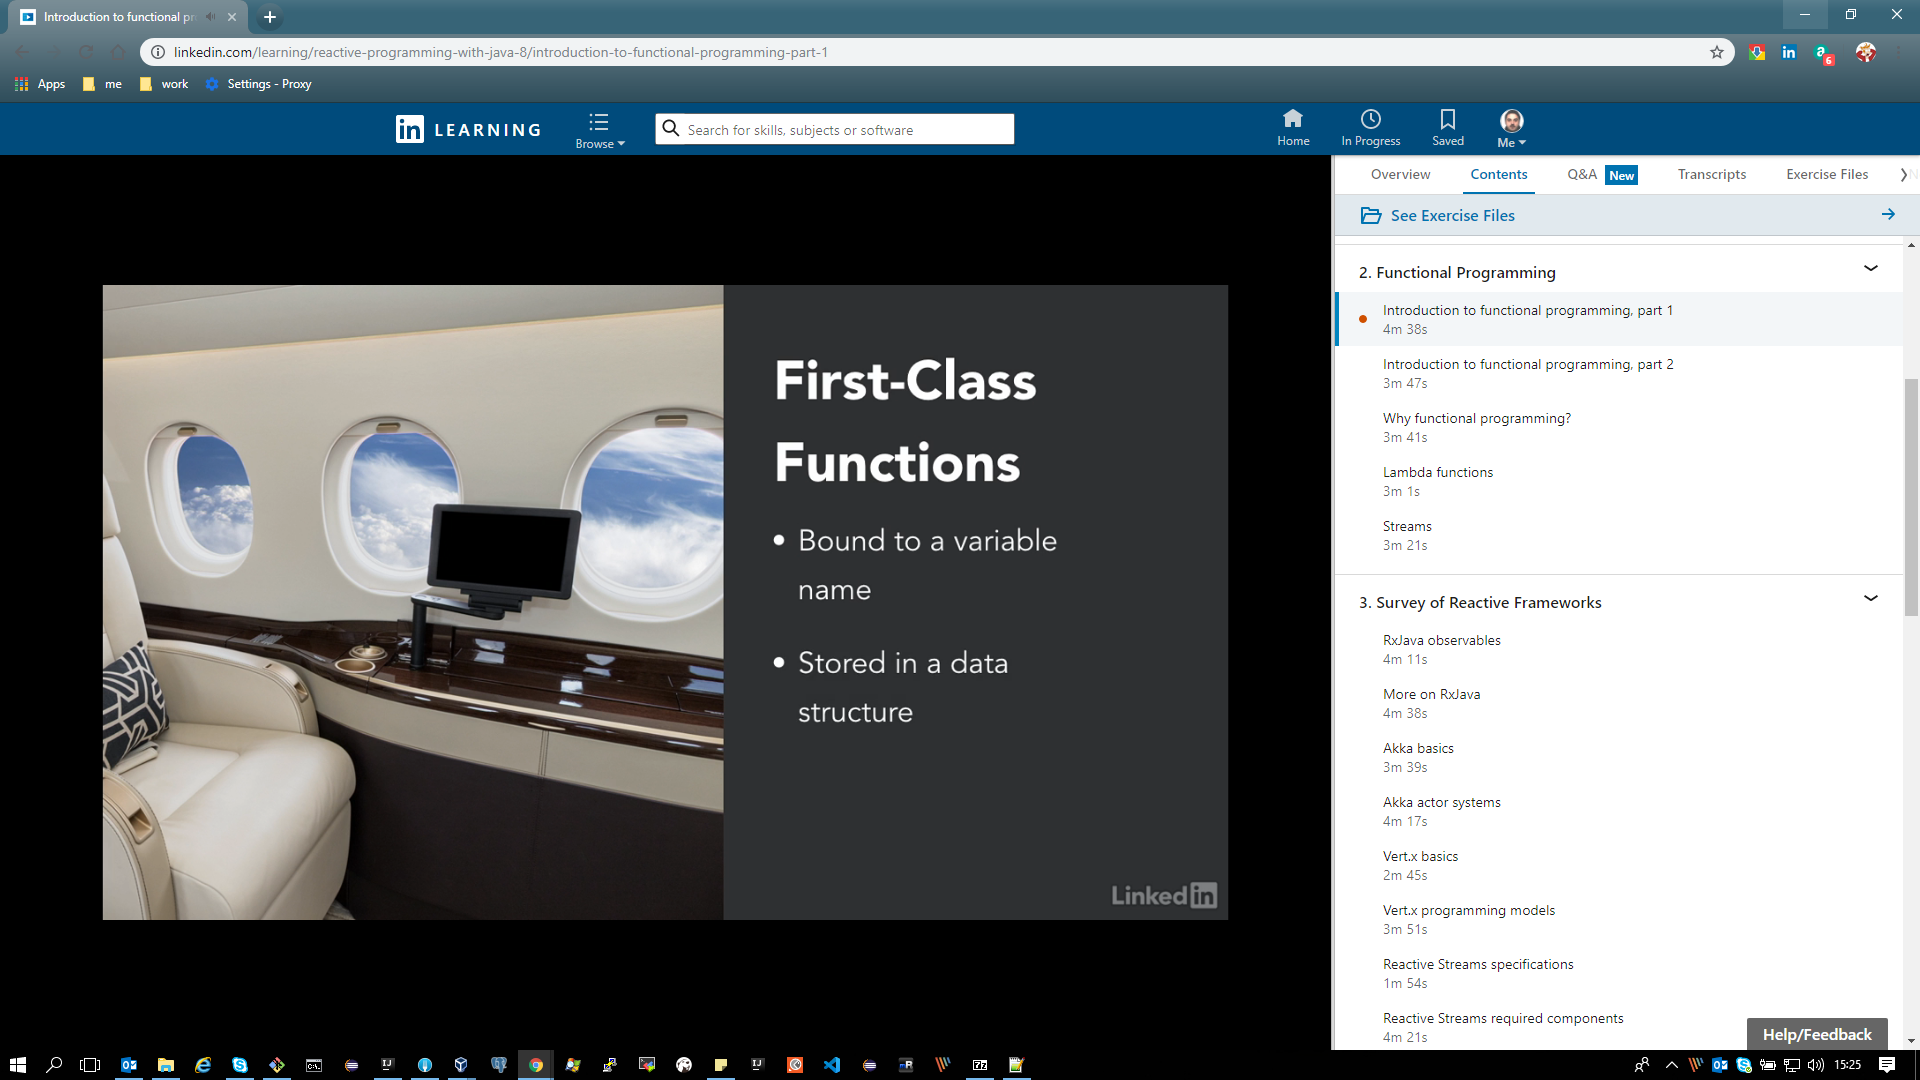 Introduction to functional pr
linkedin.com/learning/reactive-programming-with-java-8/introduction-to-functional-programming-part-1
6
Apps
me
work
Settings - Proxy
in LEARNING
Browse
Search for skills, subjects or software
Home
In Progress
Saved
Me
Overview
Contents
Q&A New
Transcripts
Exercise Files
See Exercise Files
2. Functional Programming
Introduction to functional programming, part 1
4m 38s
Introduction to functional programming, part 2
3m 47s
Why functional programming?
3m 41s
Lambda functions
3m 1s
Streams
3m 21s
3. Survey of Reactive Frameworks
RxJava observables
4m 11s
More on RxJava
4m 38s
Akka basics
3m 39s
Akka actor systems
4m 17s
Vert.x basics
2m 45s
Vert.x programming models
3m 51s
Reactive Streams specifications
1m 54s
Reactive Streams required components
4m 21s
Help/Feedback
First-Class
Functions
• Bound to a variable
name
• Stored in a data
structure
Linked in
15:25